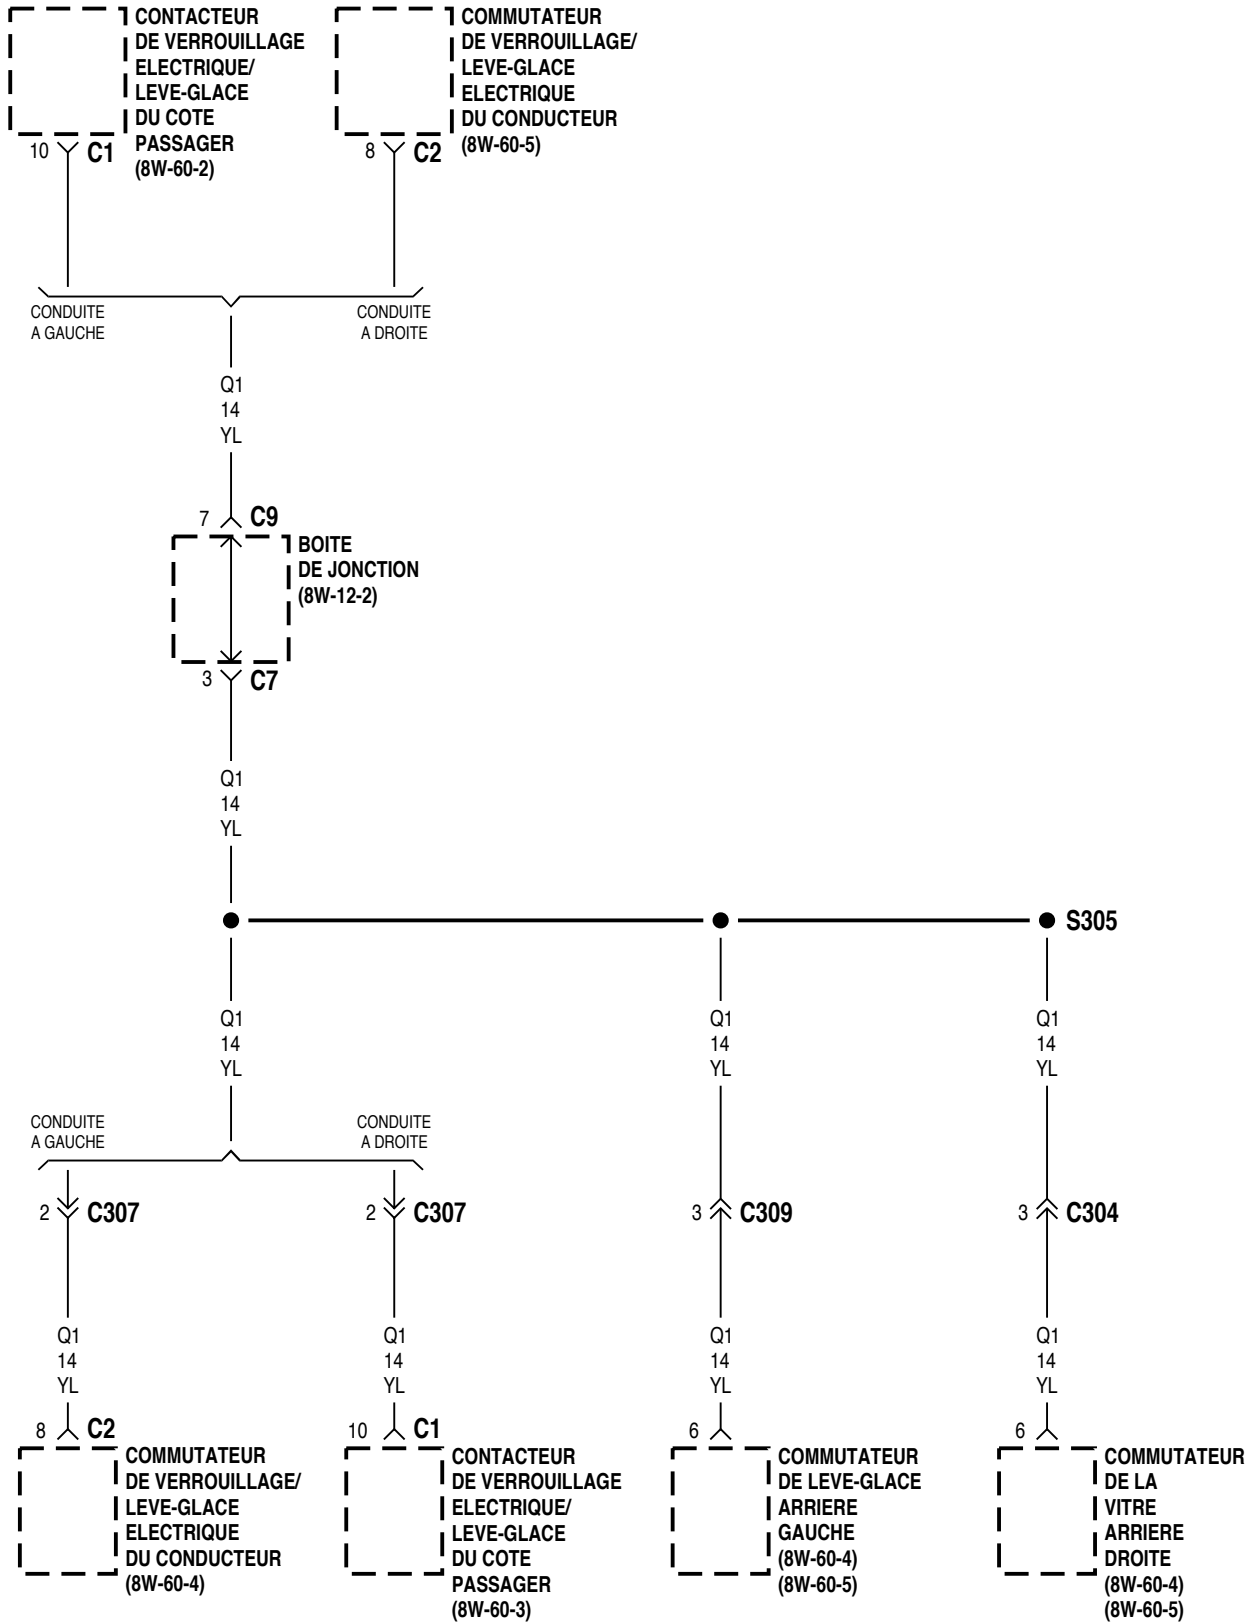 CONTACTEUR
DE VERROUILLAGE
ELECTRIQUE/
LEVE-GLACE
DU COTE
PASSAGER
(8W-60-2)
10 C1
COMMUTATEUR
DE VERROUILLAGE/
LEVE-GLACE
ELECTRIQUE
DU CONDUCTEUR
(8W-60-5)
8 C2
CONDUITE
A GAUCHE
CONDUITE
A DROITE
Q1
14
YL
7 C9
BOITE
DE JONCTION
(8W-12-2)
3 C7
Q1
14
YL
S305
Q1
14
YL
Q1
14
YL
Q1
14
YL
CONDUITE
A GAUCHE
CONDUITE
A DROITE
2 C307
2 C307
3 C309
3 C304
Q1
14
YL
Q1
14
YL
Q1
14
YL
Q1
14
YL
8 C2
COMMUTATEUR
DE VERROUILLAGE/
LEVE-GLACE
ELECTRIQUE
DU CONDUCTEUR
(8W-60-4)
10 C1
CONTACTEUR
DE VERROUILLAGE
ELECTRIQUE/
LEVE-GLACE
DU COTE
PASSAGER
(8W-60-3)
6
COMMUTATEUR
DE LEVE-GLACE
ARRIERE
GAUCHE
(8W-60-4)
(8W-60-5)
6
COMMUTATEUR
DE LA
VITRE
ARRIERE
DROITE
(8W-60-4)
(8W-60-5)